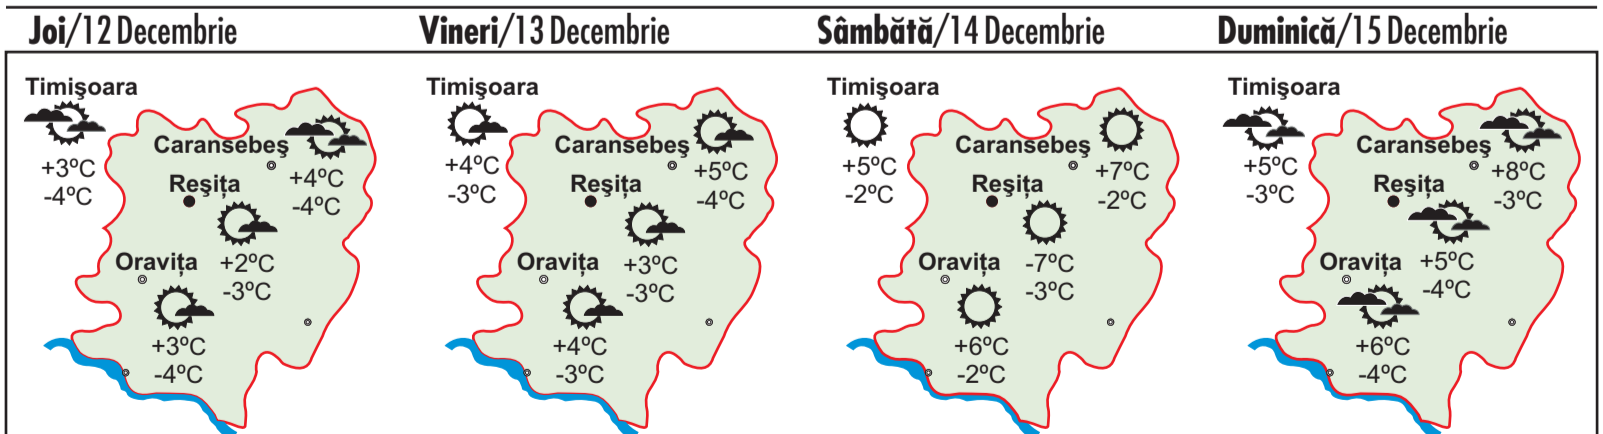 Joi/12 Decembrie
Timişoara
+3ºC
-4ºC
Caransebeş
+4ºC
-4ºC
Reşiţa
+2ºC
-3ºC
Oraviţa
+3ºC
-4ºC
Vineri/13 Decembrie
Timişoara
+4ºC
-3ºC
Caransebeş
+5ºC
-4ºC
Reşiţa
+3ºC
-3ºC
Oraviţa
+4ºC
-3ºC
Sâmbătă/14 Decembrie
Timişoara
+5ºC
-2ºC
Caransebeş
+7ºC
-2ºC
Reşiţa
-7ºC
-3ºC
Oraviţa
+6ºC
-2ºC
Duminică/15 Decembrie
Timişoara
+5ºC
-3ºC
Caransebeş
+8ºC
-3ºC
Reşiţa
+5ºC
-4ºC
Oraviţa
+6ºC
-4ºC